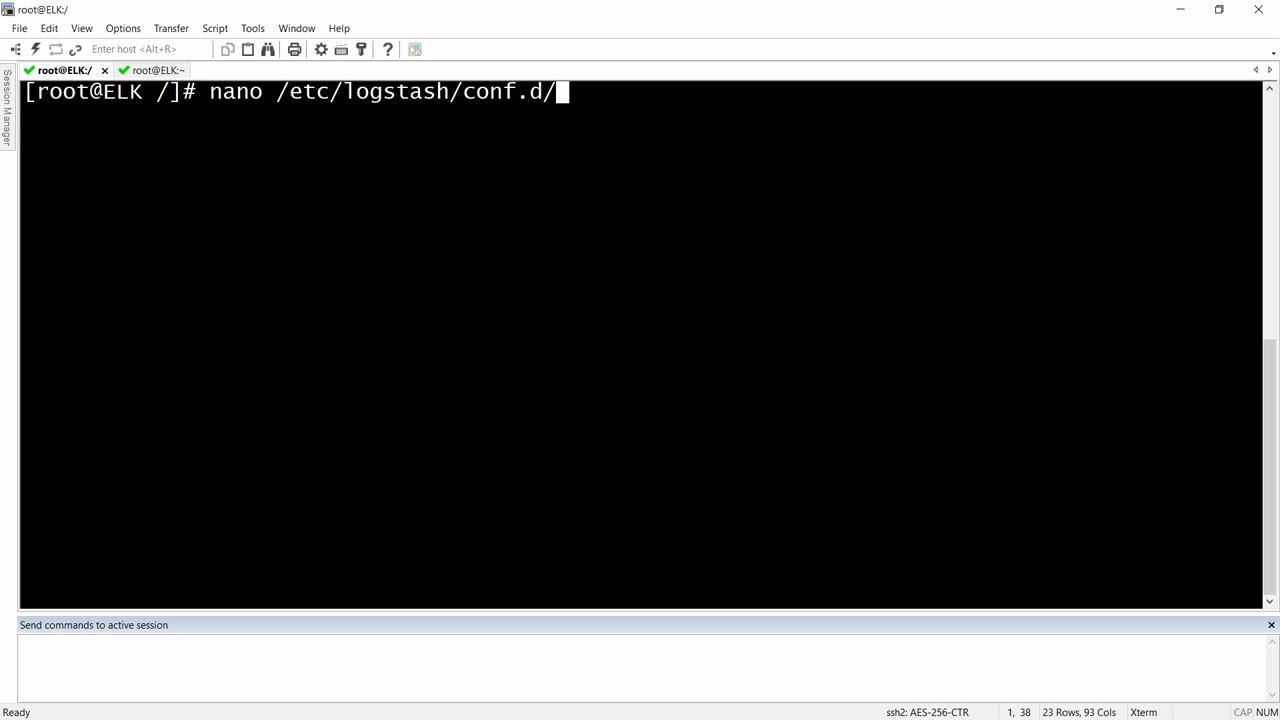 root@ELK:/
File Edit View Options Transfer Script Tools Window Help
Enter host <Alt+R>
root@ELK:/ root@ELK:~
Session Manager
[root@ELK /]# nano /etc/logstash/conf.d/
Send commands to active session
Ready ssh2: AES-256-CTR 1, 38 23 Rows, 93 Cols Xterm CAP NUM